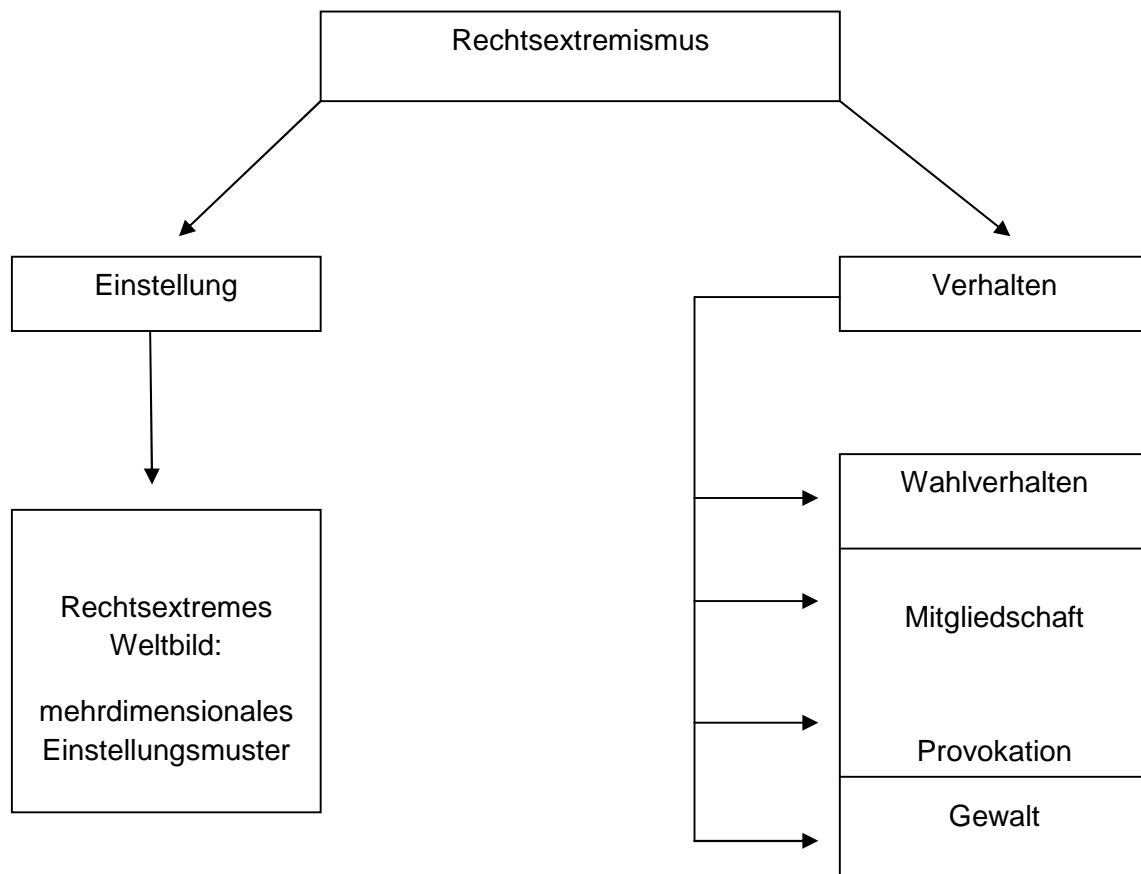 Rechtsextremismus
Einstellung
Verhalten
Rechtsextremes
Weltbild:
mehrdimensionales
Einstellungsmuster
Wahlverhalten
Mitgliedschaft
Provokation
Gewalt